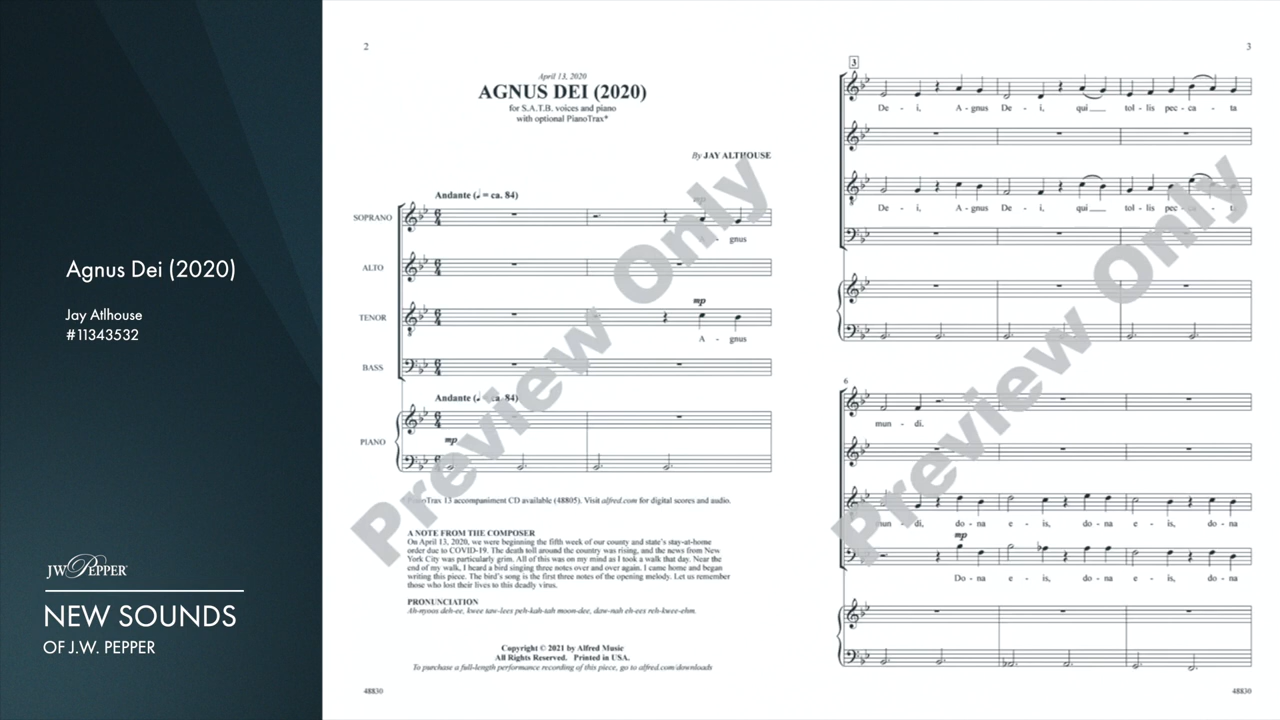 Agnus Dei (2020)
Jay Atlhouse
#11343532
JW Pepper
NEW SOUNDS
OF J.W. PEPPER
2
April 13, 2020
AGNUS DEI (2020)
for S.A.T.B. voices and piano
with optional PianoTrax*
By JAY ALTHOUSE
Andante (♩ = ca. 84)
SOPRANO
mp
A - gnus
ALTO
mp
TENOR
A - gnus
BASS
Andante (♩ = ca. 84)
PIANO
mp
*PianoTrax 13 accompaniment CD available (48805). Visit alfred.com for digital scores and audio.
A NOTE FROM THE COMPOSER
On April 13, 2020, we were beginning the fifth week of our county and state's stay-at-home
order due to COVID-19. The death toll around the country was rising, and the news from New
York City was particularly grim. All of this was on my mind as I took a walk that day. Near the
end of my walk, I heard a bird singing three notes over and over again. I came home and began
writing this piece. The bird's song is the first three notes of the opening melody. Let us remember
those who lost their lives to this deadly virus.
PRONUNCIATION
Ah-nyoos deh-ee, kwee taw-lees peh-kah-tah moon-dee, daw-nah eh-ees reh-kwee-ehm.
Copyright © 2021 by Alfred Music
All Rights Reserved. Printed in USA.
To purchase a full-length performance recording of this piece, go to alfred.com/downloads
48830
Preview Only
3
3
De - i, A - gnus De - i, qui tol - lis pec - ca - ta
De - i, A - gnus De - i, qui tol - lis pec - ca - ta
6
mun - di.
mun - di, do - na e - is, do - na e - is, do - na
mp
Do - na e - is, do - na e - is, do - na
48830
Preview Only